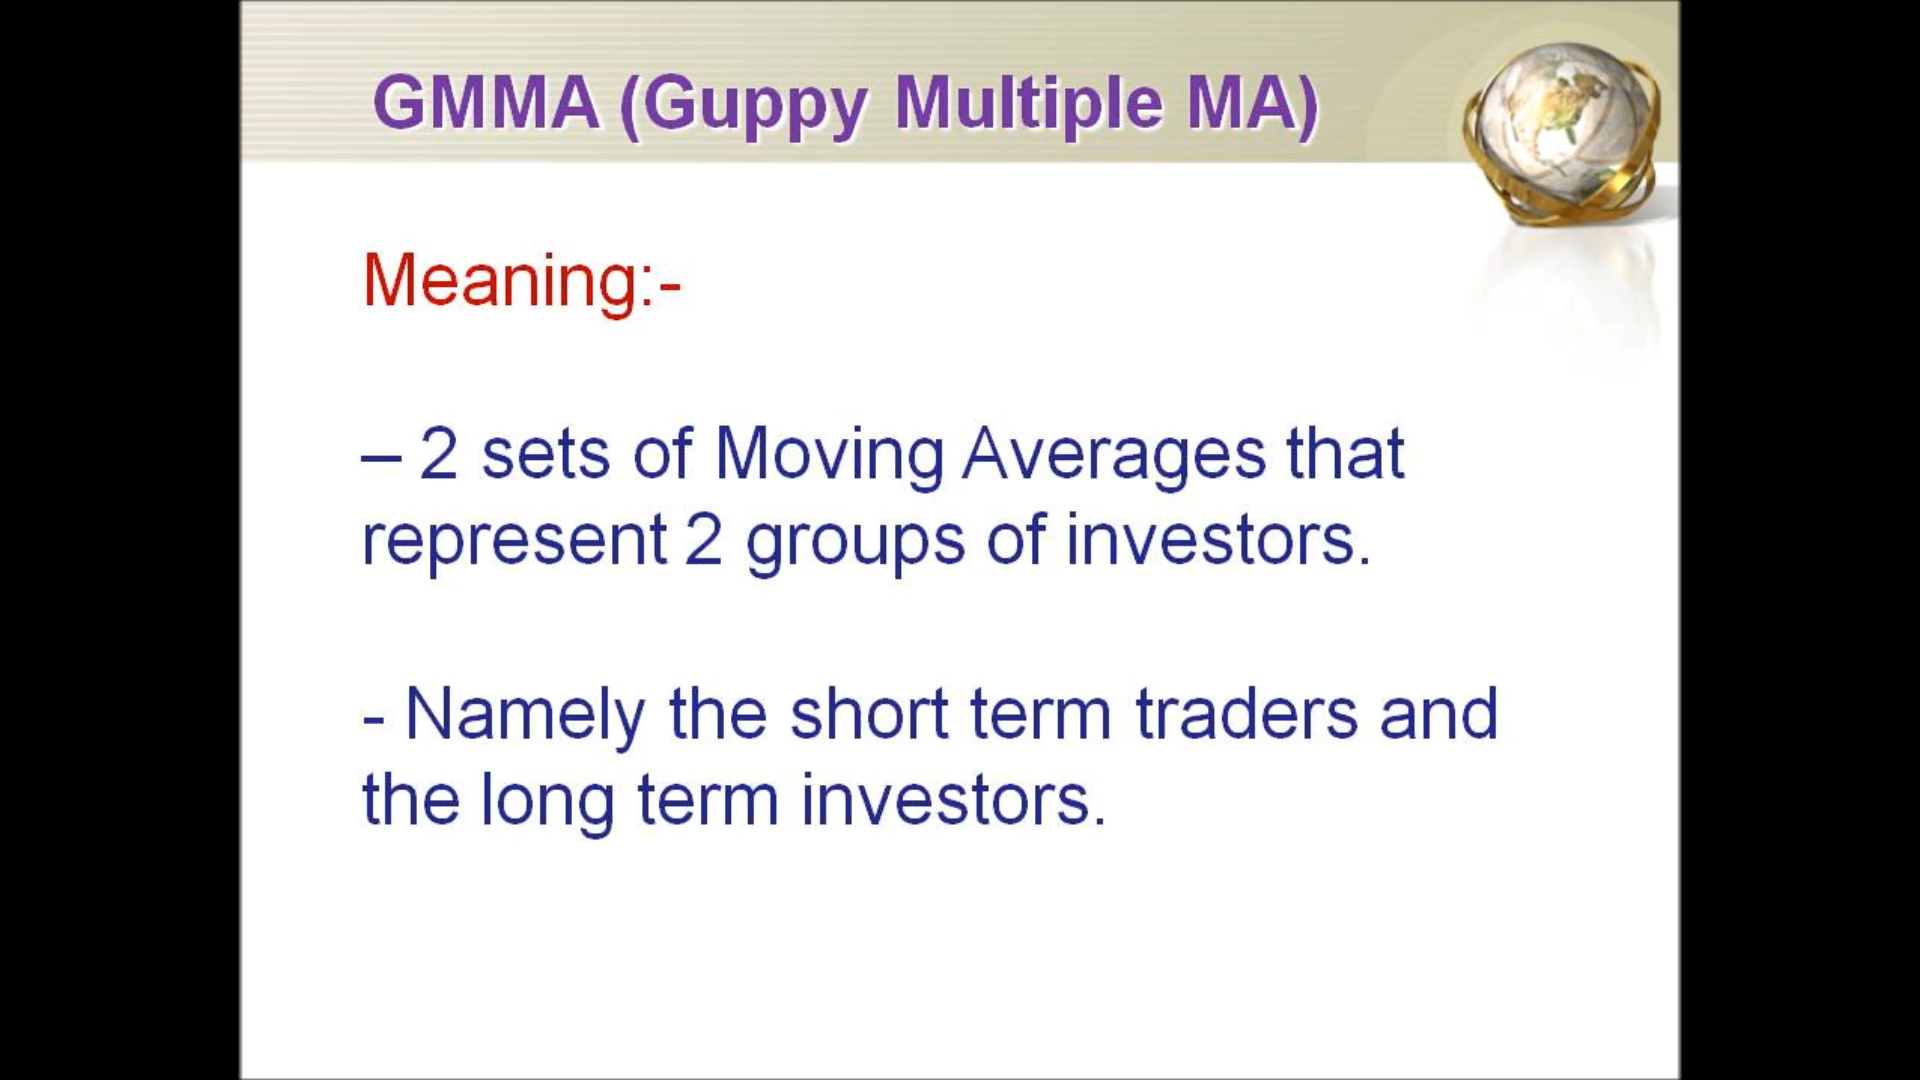 GMMA (Guppy Multiple MA)
Meaning:-
– 2 sets of Moving Averages that
represent 2 groups of investors.
- Namely the short term traders and
the long term investors.